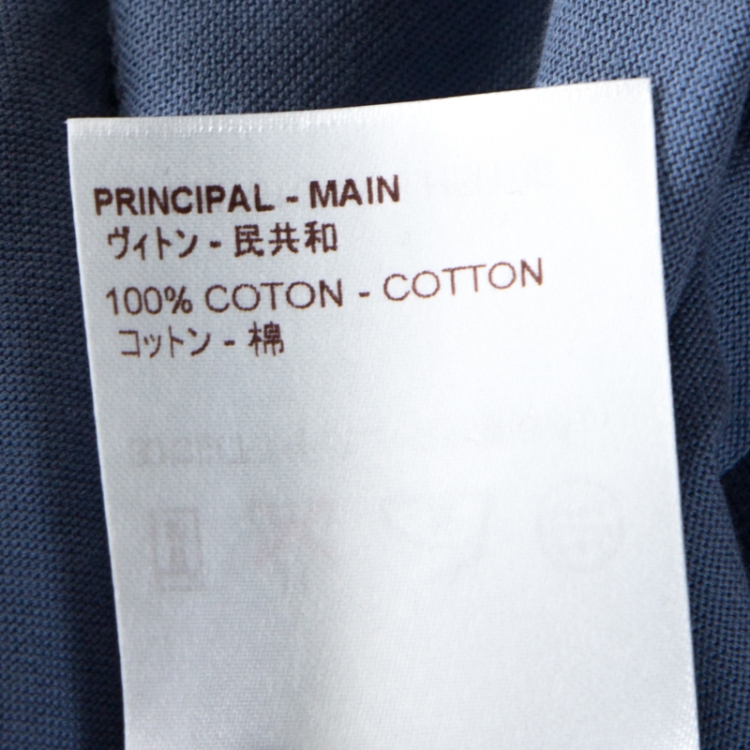 PRINCIPAL - MAIN
ヴィトン - 民共和
100% COTON - COTTON
コットン - 棉